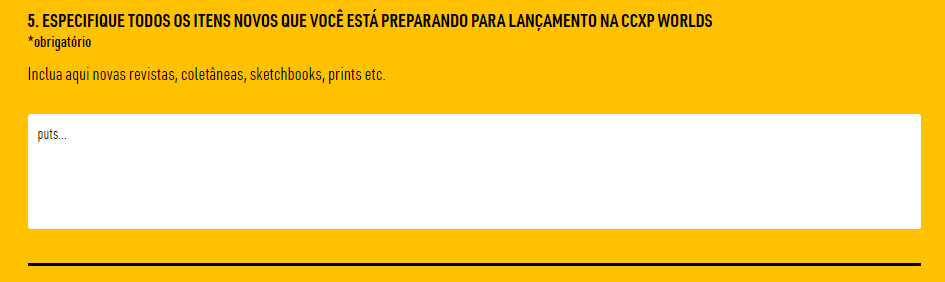 5. ESPECIFIQUE TODOS OS ITENS NOVOS QUE VOCÊ ESTÁ PREPARANDO PARA LANÇAMENTO NA CCXP WORLDS
*obrigatório
Inclua aqui novas revistas, coletâneas, sketchbooks, prints etc.
puts...